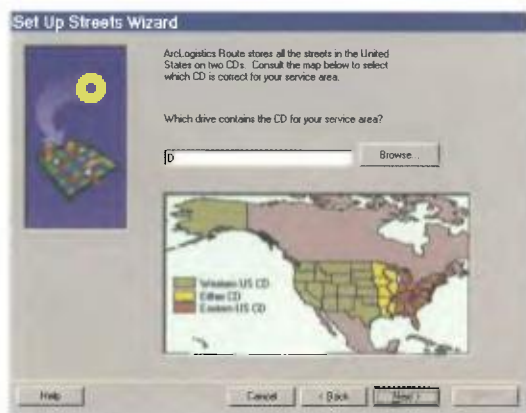 Set Up Streets Wizard
ArcLogistics Route stores all the streets in the United
States on two CDs. Consult the map below to select
which CD is correct for your service area.
Which drive contains the CD for your service area?
D
Browse...
Western US CD
Either CD
Eastern US CD
Help
Cancel
< Back
Next >